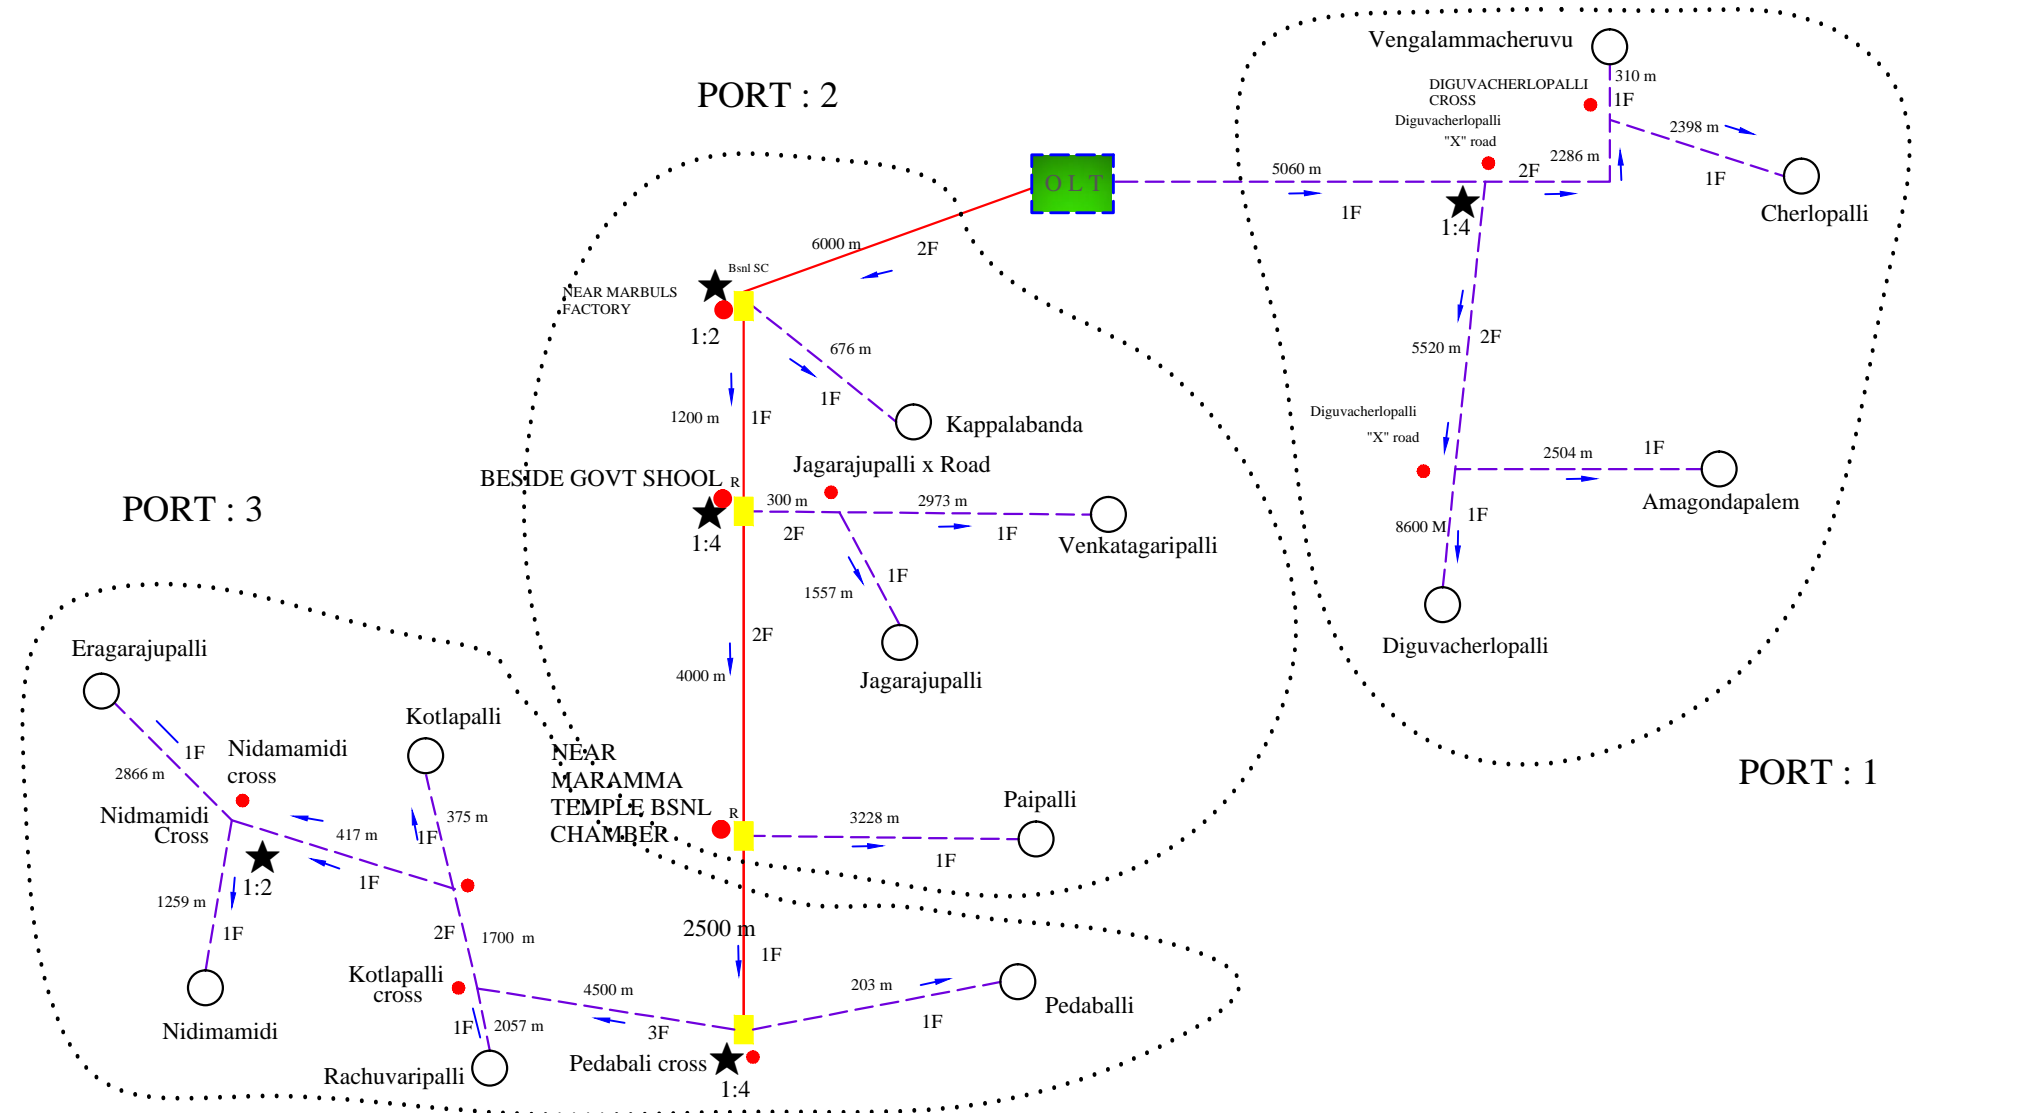 Vengalammacheruvu
310 m
DIGUVACHERLOPALLI
CROSS
1F
PORT : 2
Diguvacherlopalli
"X" road
2398 m
2286 m
5060 m
2F
1F
O L T
1F
1:4
Cherlopalli
6000 m
2F
Bsnl SC
NEAR MARBULS
FACTORY
1:2
676 m
1F
2F
5520 m
1200 m
1F
Kappalabanda
Diguvacherlopalli
"X" road
Jagarajupalli x Road
BESIDE GOVT SHOOL
R
300 m
2973 m
2F
1F
1:4
Venkatagaripalli
2504 m
1F
Amagondapalem
8600 M
1F
PORT : 3
1557 m
1F
2F
4000 m
Jagarajupalli
Diguvacherlopalli
Eragarajupalli
Kotlapalli
1F
2866 m
Nidamamidi
cross
Nidmamidi
Cross
417 m
375 m
1F
1F
1:2
1259 m
1F
NEAR
MARAMMA
TEMPLE BSNL
CHAMBER
R
3228 m
1F
Paipalli
PORT : 1
2F
1700 m
2500 m
1F
Kotlapalli
cross
4500 m
3F
203 m
1F
Pedaballi
Nidimamidi
1F
2057 m
Rachuvaripalli
Pedabali cross
1:4